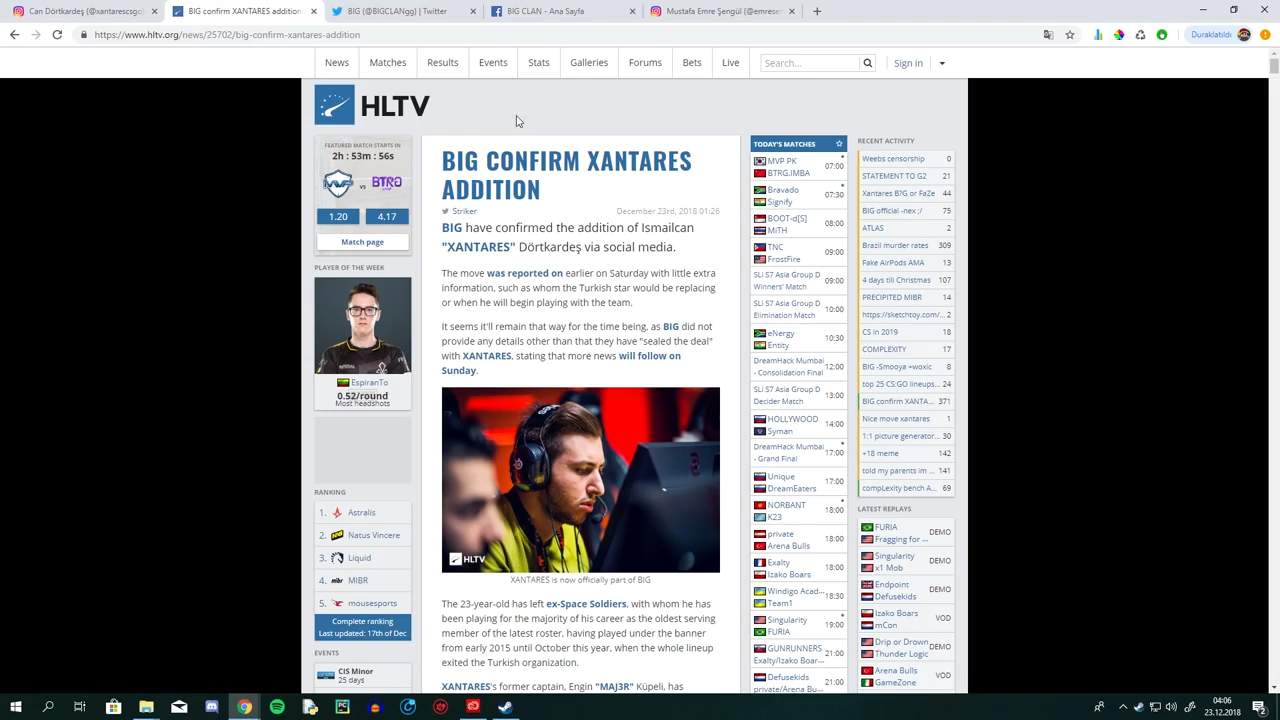 Can Dörtkardeş (@xantarescsgo)
BIG confirm XANTARES addition
BIG (@BIGCLANgg) | Twitter
BIG CLAN - Ana Sayfa
Mustafa Emre Şerigül (@emrese
https://www.hltv.org/news/25702/big-confirm-xantares-addition
Duraklatıldı
News
Matches
Results
Events
Stats
Galleries
Forums
Bets
Live
Search...
Sign in
HLTV
FEATURED MATCH STARTS IN
2h : 53m : 56s
vs
1.20
4.17
Match page
PLAYER OF THE WEEK
EspiranTo
0.52/round
Most headshots
RANKING
1. Astralis
2. Natus Vincere
3. Liquid
4. MIBR
5. mousesports
Complete ranking
Last updated: 17th of Dec
EVENTS
CIS Minor
25 days
BIG CONFIRM XANTARES
ADDITION
Striker
December 23rd, 2018 01:26
BIG have confirmed the addition of Ismailcan
"XANTARES" Dörtkardeş via social media.
The move was reported on earlier on Saturday with little extra
information, such as whom the Turkish star would be replacing
or when he will begin playing with the team.
It seems it'll remain that way for the time being, as BIG did not
provide any details other than that they have "sealed the deal"
with XANTARES, stating that more news will follow on
Sunday.
HLTV
XANTARES is now officially part of BIG
The 23-year-old has left ex-Space Soldiers, with whom he has
been playing for the majority of his career as the oldest serving
member of the latest roster, having played under the banner
from early 2015 until October this year, when the whole lineup
exited the Turkish organization.
XANTARES's former captain, Engin "MAJ3R" Küpeli, has
TODAY'S MATCHES
MVP PK
BTRG.IMBA
07:00
Bravado
Signify
07:30
BOOT-d[S]
MiTH
08:00
TNC
FrostFire
09:00
SLi S7 Asia Group D
Winners' Match
09:00
SLi S7 Asia Group D
Elimination Match
10:00
eNergy
Entity
10:30
DreamHack Mumbai
- Consolidation Final
12:00
SLi S7 Asia Group D
Decider Match
13:00
HOLLYWOOD
Syman
14:00
DreamHack Mumbai
- Grand Final
17:00
Unique
DreamEaters
17:00
NORBANT
K23
18:00
private
Arena Bulls
18:00
Exalty
Izako Boars
18:00
Windigo Acad...
Team1
18:30
Singularity
FURIA
19:00
GUNRUNNERS
Exalty/Izako Boar...
21:00
Defusekids
private/Arena Bu...
21:00
RECENT ACTIVITY
Weebs censorship 0
STATEMENT TO G2 21
Xantares B?G or FaZe 44
BIG official -nex ;/ 75
ATLAS 2
Brazil murder rates 309
Fake AirPods AMA 13
4 days till Christmas 107
PRECIPITED MIBR 14
https://sketchtoy.com/... 2
CS in 2019 18
COMPLEXITY 17
BIG -Smooya +woxic 8
top 25 CS:GO lineups... 24
BIG confirm XANTA... 371
Nice move xantares 1
1:1 picture generator... 30
+18 meme 142
told my parents im ... 141
compLexity bench A... 69
LATEST REPLAYS
FURIA
Fragging for ...
DEMO
Singularity
x1 Mob
DEMO
Endpoint
Defusekids
DEMO
Izako Boars
mCon
VOD
Drip or Drown
Thunder Logic
DEMO
Arena Bulls
GameZone
VOD
04:06
23.12.2018
2